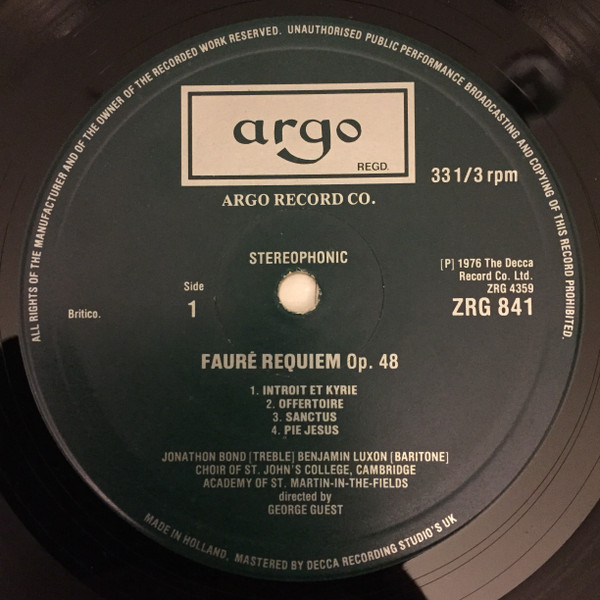 ALL RIGHTS OF THE MANUFACTURER AND OF THE OWNER OF THE RECORDED WORK RESERVED. UNAUTHORISED PUBLIC PERFORMANCE BROADCASTING AND COPYING OF THIS RECORD PROHIBITED.
argo
REGD.
33 1/3 rpm
ARGO RECORD CO.
STEREOPHONIC
[P] 1976 The Decca
Record Co. Ltd.
ZRG 4359
ZRG 841
Side
1
Britico.
FAURÉ REQUIEM Op. 48
1. INTROIT ET KYRIE
2. OFFERTOIRE
3. SANCTUS
4. PIE JESUS
JONATHON BOND [TREBLE] BENJAMIN LUXON [BARITONE]
CHOIR OF ST. JOHN'S COLLEGE, CAMBRIDGE
ACADEMY OF ST. MARTIN-IN-THE-FIELDS
directed by
GEORGE GUEST
MADE IN HOLLAND, MASTERED BY DECCA RECORDING STUDIO'S UK